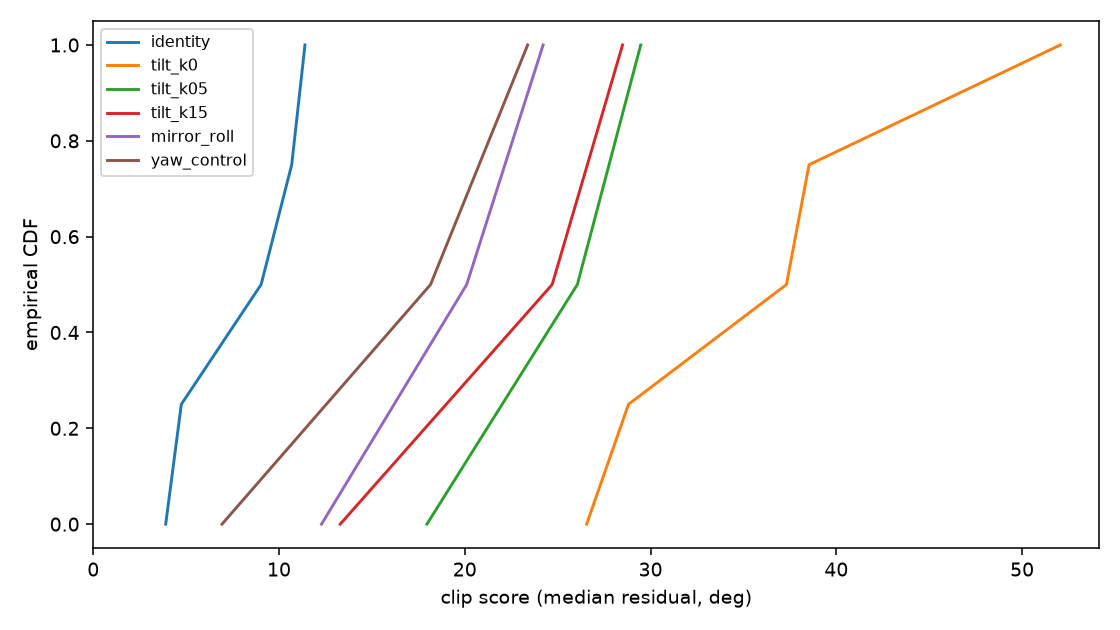 identity
tilt_k0
tilt_k05
tilt_k15
mirror_roll
yaw_control
1.0
0.8
0.6
0.4
0.2
0.0
empirical CDF
0 10 20 30 40 50
clip score (median residual, deg)